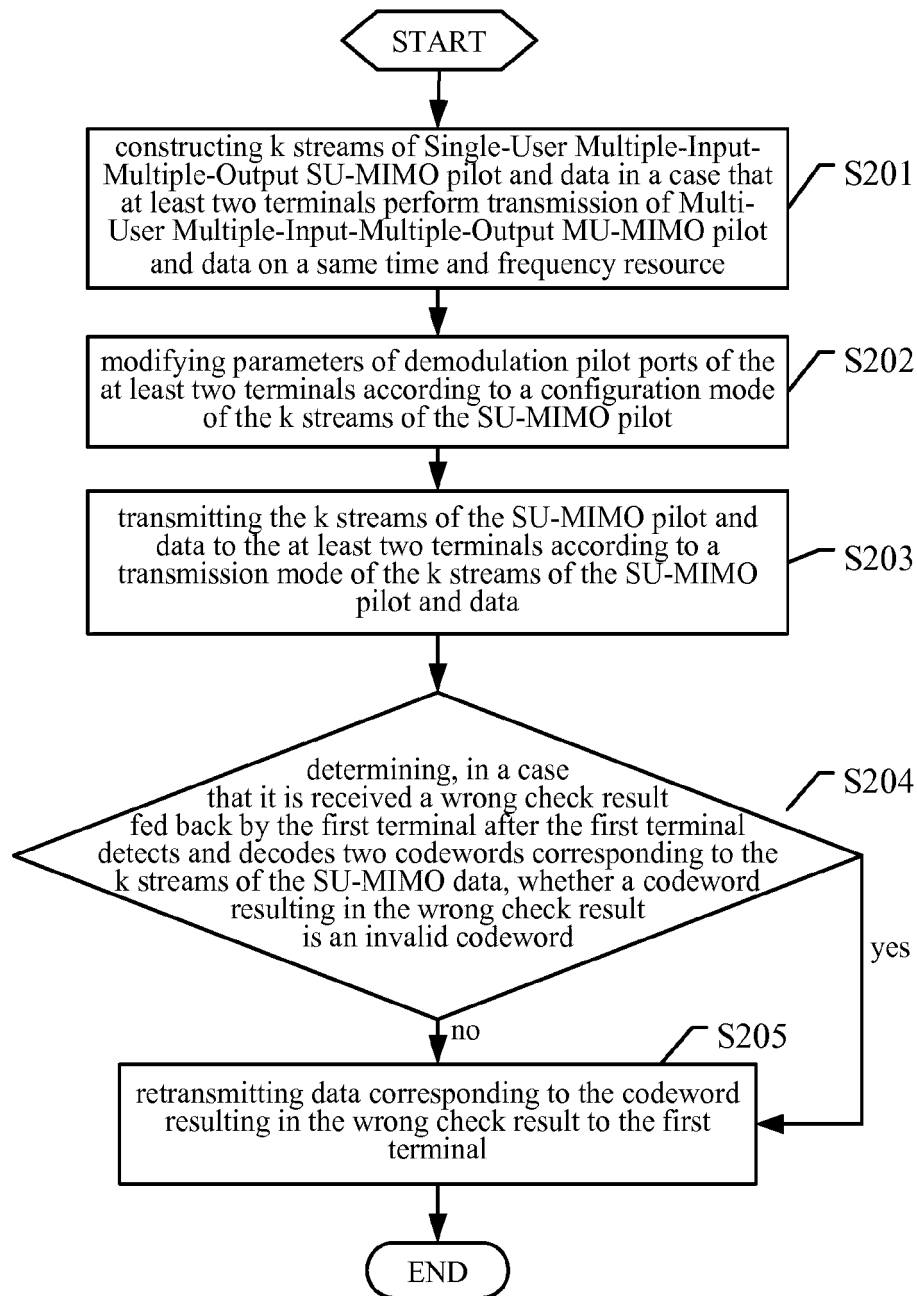 START
constructing k streams of Single-User Multiple-Input-
Multiple-Output SU-MIMO pilot and data in a case that
at least two terminals perform transmission of Multi-
User Multiple-Input-Multiple-Output MU-MIMO pilot
and data on a same time and frequency resource
S201
modifying parameters of demodulation pilot ports of the
at least two terminals according to a configuration mode
of the k streams of the SU-MIMO pilot
S202
transmitting the k streams of the SU-MIMO pilot and
data to the at least two terminals according to a
transmission mode of the k streams of the SU-MIMO
pilot and data
S203
determining, in a case
that it is received a wrong check result
fed back by the first terminal after the first terminal
detects and decodes two codewords corresponding to the
k streams of the SU-MIMO data, whether a codeword
resulting in the wrong check result
is an invalid codeword
S204
yes
no
S205
retransmitting data corresponding to the codeword
resulting in the wrong check result to the first
terminal
END